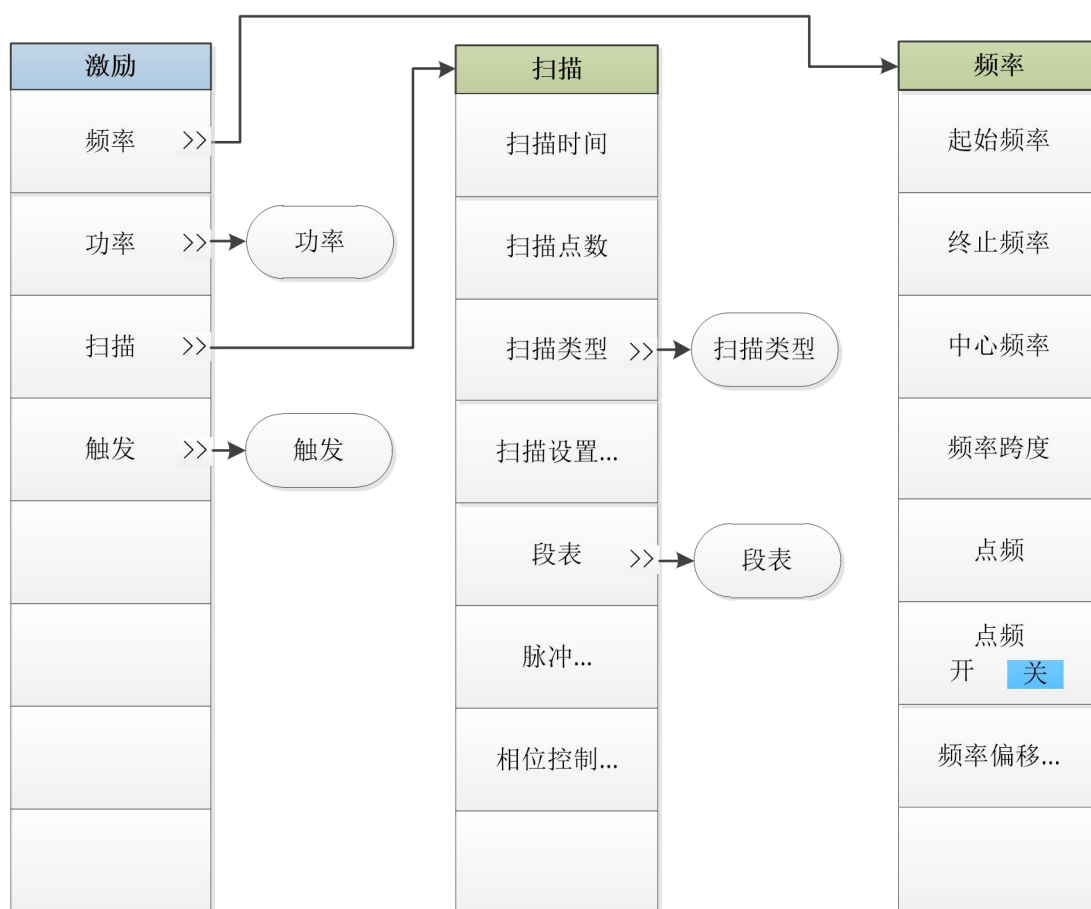 激励
频率 >>
功率 >>
功率
扫描 >>
触发 >>
触发
扫描
扫描时间
扫描点数
扫描类型 >>
扫描类型
扫描设置...
段表 >>
段表
脉冲...
相位控制...
频率
起始频率
终止频率
中心频率
频率跨度
点频
点频
开 关
频率偏移...